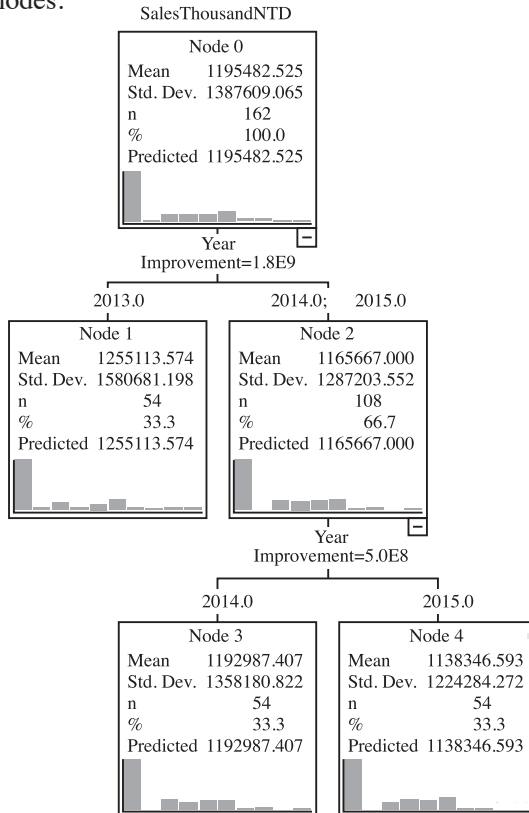 nodes:
SalesThousandNTD
Node 0
Mean 1195482.525
Std. Dev. 1387609.065
n 162
% 100.0
Predicted 1195482.525
Year
Improvement=1.8E9
2013.0
2014.0; 2015.0
Node 1
Mean 1255113.574
Std. Dev. 1580681.198
n 54
% 33.3
Predicted 1255113.574
Node 2
Mean 1165667.000
Std. Dev. 1287203.552
n 108
% 66.7
Predicted 1165667.000
Year
Improvement=5.0E8
2014.0
2015.0
Node 3
Mean 1192987.407
Std. Dev. 1358180.822
n 54
% 33.3
Predicted 1192987.407
Node 4
Mean 1138346.593
Std. Dev. 1224284.272
n 54
% 33.3
Predicted 1138346.593